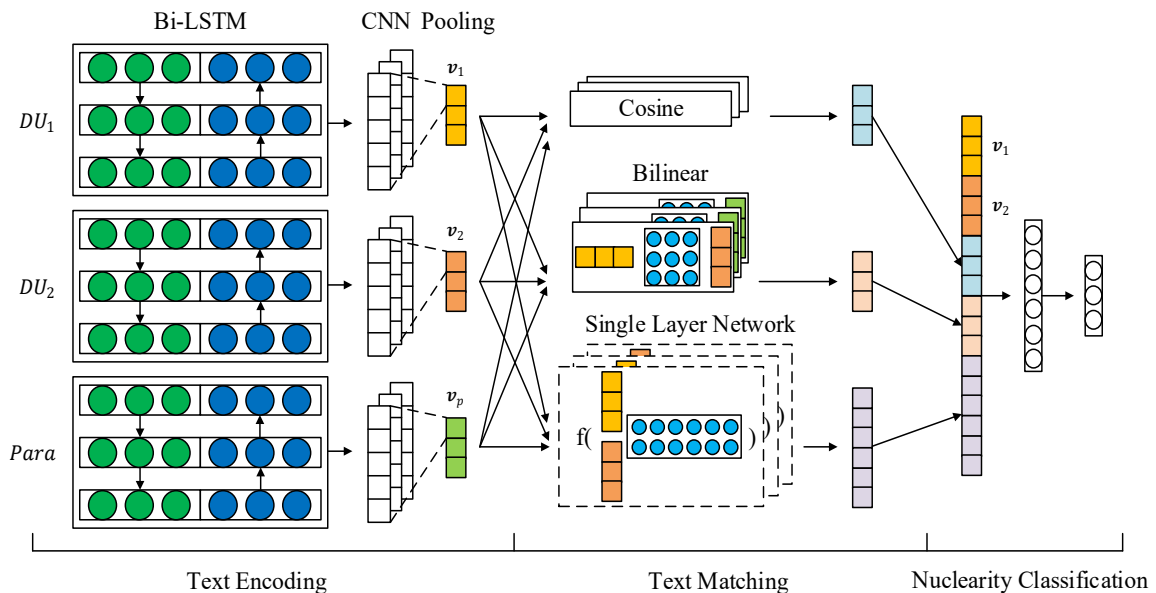 Bi-LSTM
CNN Pooling
DU1
v1
DU2
v2
Para
vp
Cosine
Bilinear
Single Layer Network
f( ) ) )
v1
v2
Text Encoding
Text Matching
Nuclearity Classification